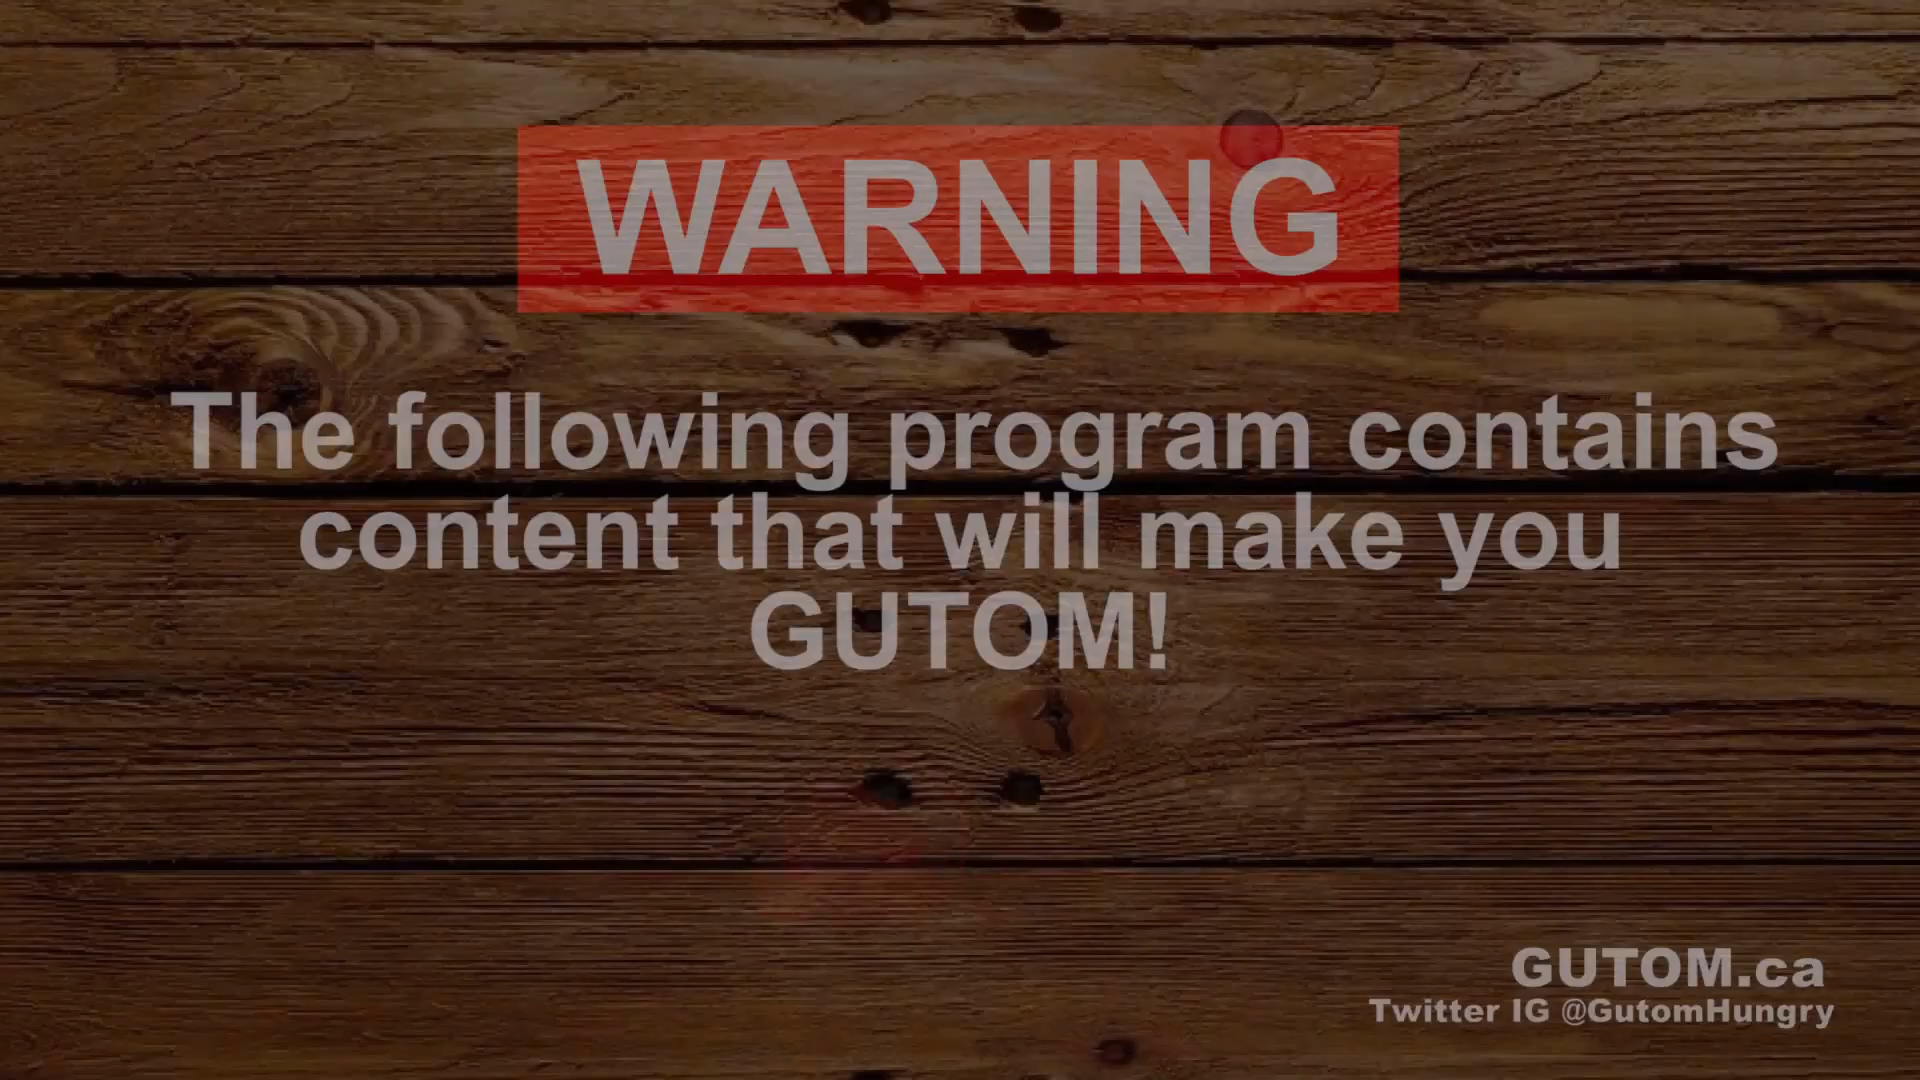 WARNING
The following program contains
content that will make you
GUTOM!
GUTOM.ca
Twitter IG @GutomHungry